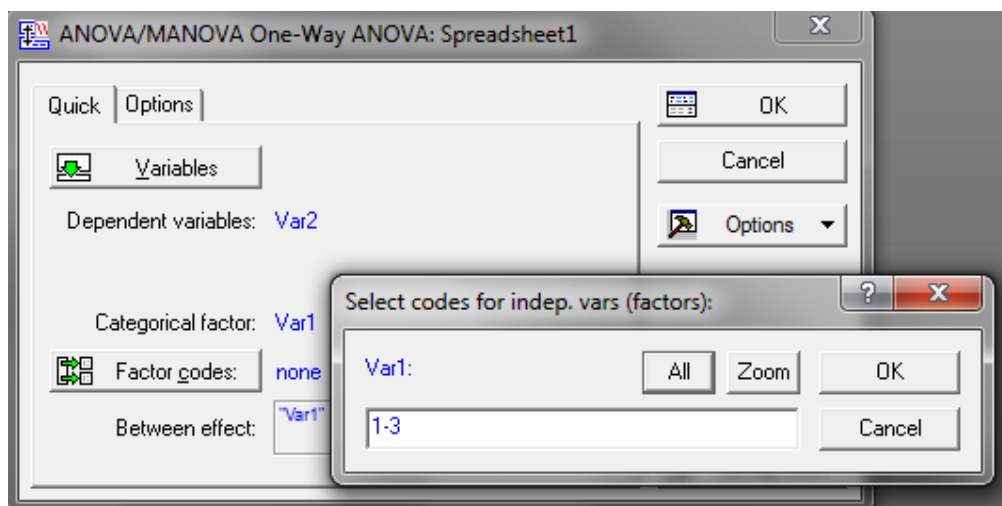 ANOVA/MANOVA One-Way ANOVA: Spreadsheet1
Quick Options
OK
Variables
Cancel
Dependent variables: Var2
Options
Select codes for indep. vars (factors):
Categorical factor: Var1
Var1: All Zoom OK
Factor codes: none
1-3 Cancel
Between effect: "Var1"